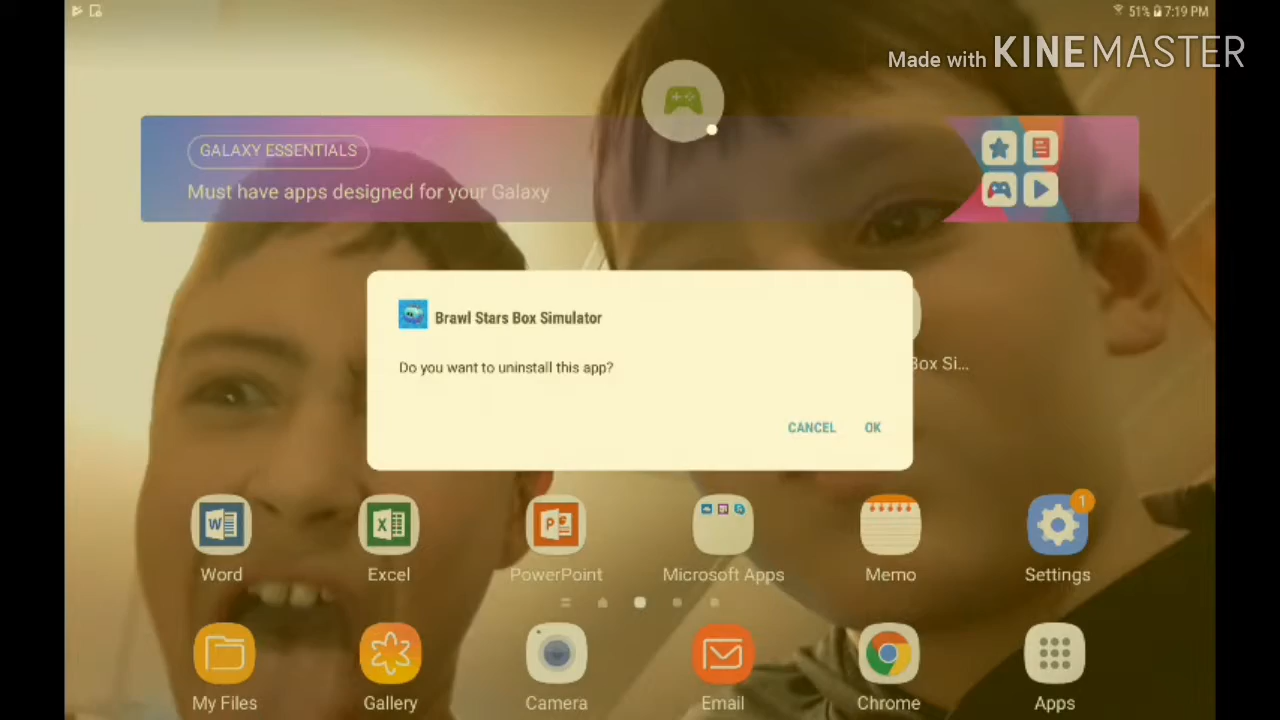 51% 7:19 PM
Made with KINEMASTER
GALAXY ESSENTIALS
Must have apps designed for your Galaxy
Brawl Stars Box Simulator
Do you want to uninstall this app?
Box Si...
CANCEL OK
1
Word Excel PowerPoint Microsoft Apps Memo Settings
My Files Gallery Camera Email Chrome Apps